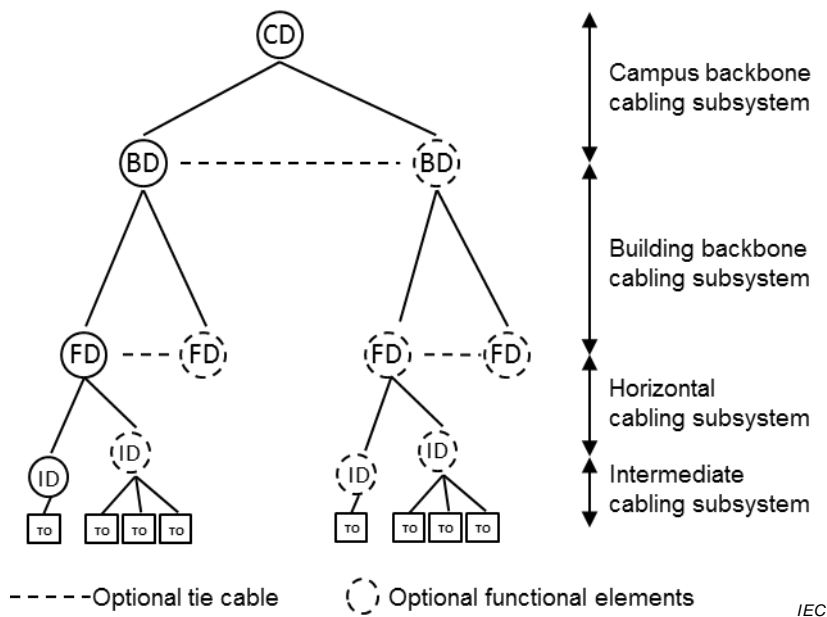 CD
Campus backbone
cabling subsystem
BD
BD
Building backbone
cabling subsystem
FD
FD
FD
FD
Horizontal
cabling subsystem
ID
ID
ID
ID
Intermediate
cabling subsystem
TO
TO
TO
TO
TO
TO
TO
TO
Optional tie cable
Optional functional elements
IEC